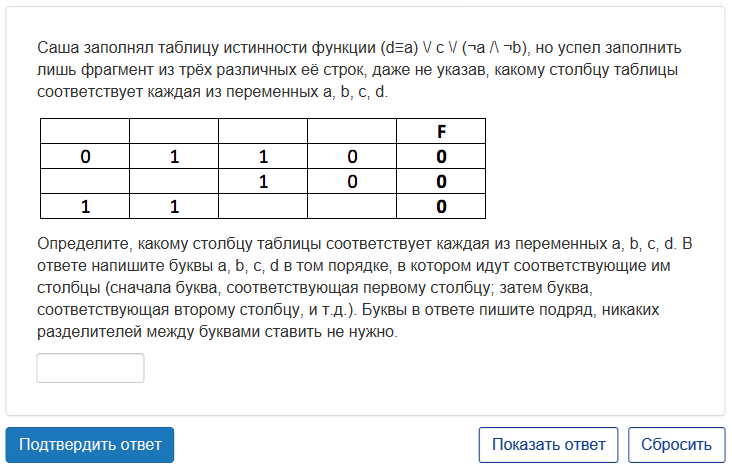 Саша заполнял таблицу истинности функции (d≡a) \/ c \/ (¬a /\ ¬b), но успел заполнить
лишь фрагмент из трёх различных её строк, даже не указав, какому столбцу таблицы
соответствует каждая из переменных a, b, c, d.
F
0 1 1 0 0
1 0 0
1 1 0
Определите, какому столбцу таблицы соответствует каждая из переменных a, b, c, d. В
ответе напишите буквы a, b, c, d в том порядке, в котором идут соответствующие им
столбцы (сначала буква, соответствующая первому столбцу; затем буква,
соответствующая второму столбцу, и т.д.). Буквы в ответе пишите подряд, никаких
разделителей между буквами ставить не нужно.
Подтвердить ответ Показать ответ Сбросить